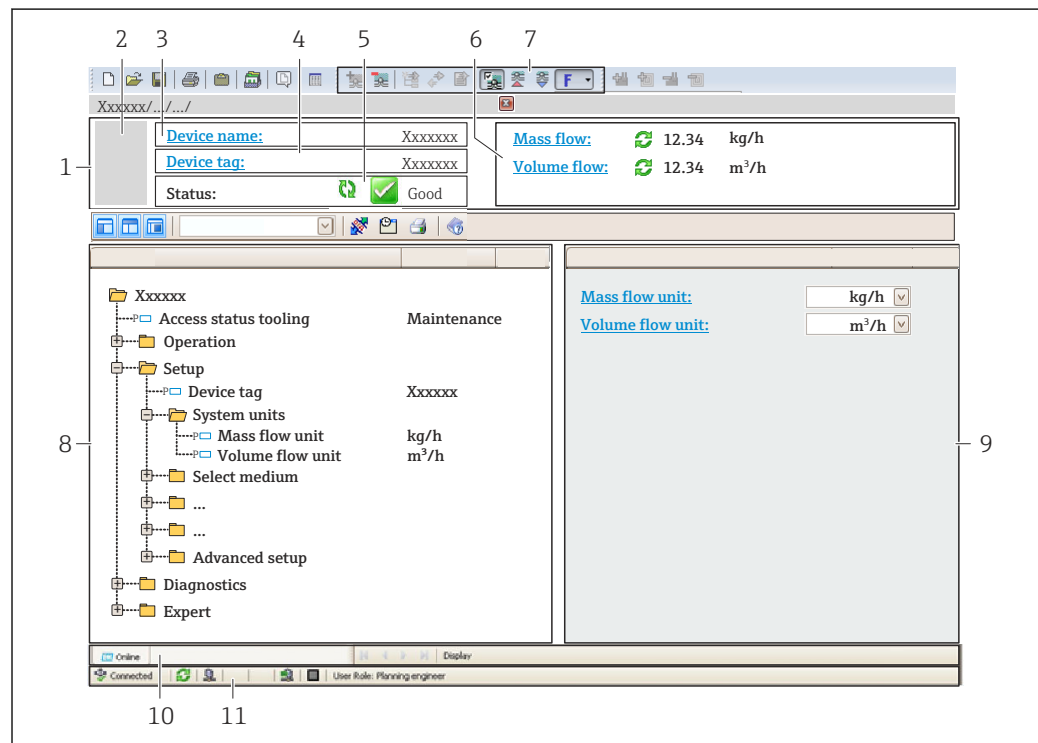 2 3 4 5 6 7
F
Xxxxxx/.../.../
1
Device name: Xxxxxxx
Device tag: Xxxxxxx
Status: Good
Mass flow: 12.34 kg/h
Volume flow: 12.34 m³/h
8
Xxxxxx
P Access status tooling Maintenance
Operation
Setup
P Device tag Xxxxxx
System units
P Mass flow unit kg/h
P Volume flow unit m³/h
Select medium
...
...
Advanced setup
Diagnostics
Expert
Mass flow unit: kg/h
Volume flow unit: m³/h
9
Online Display
Connected User Role: Planning engineer
10 11